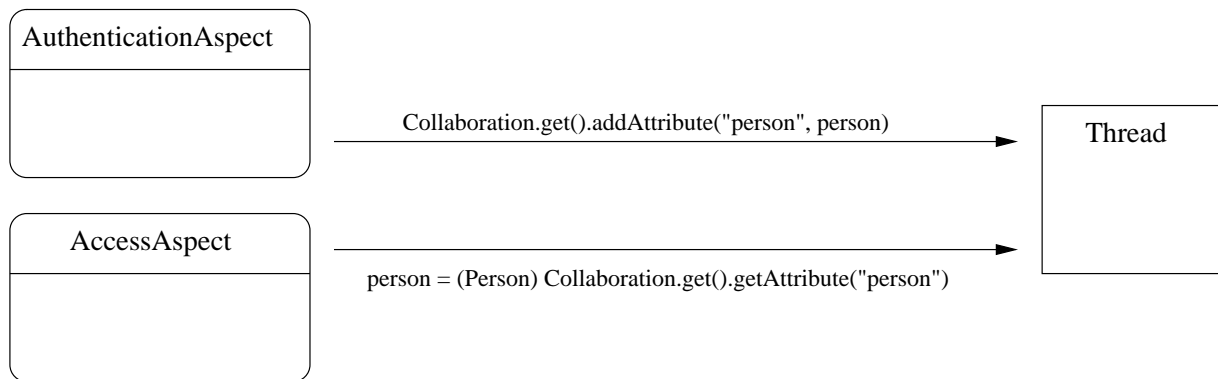 AuthenticationAspect
Collaboration.get().addAttribute("person", person)
Thread
AccessAspect
person = (Person) Collaboration.get().getAttribute("person")